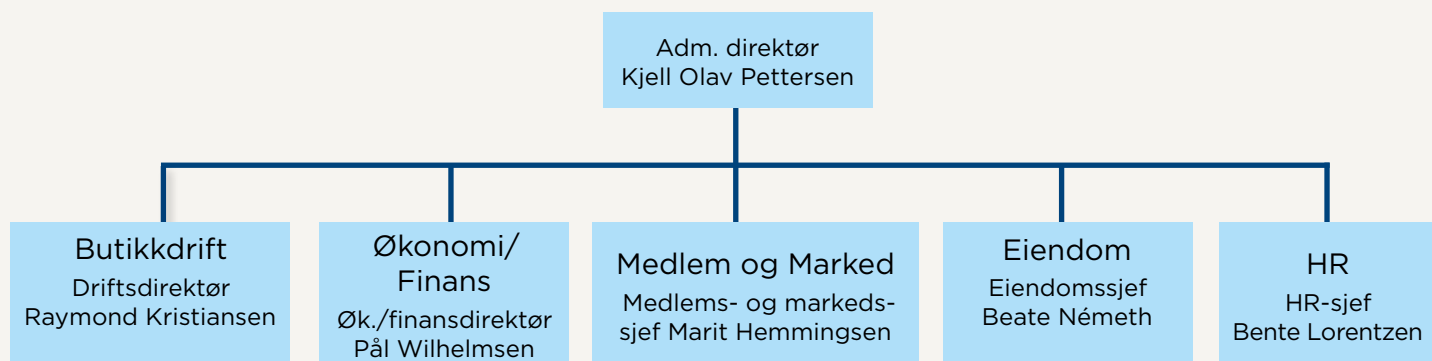 Adm. direktør
Kjell Olav Pettersen
Butikkdrift
Driftsdirektør
Raymond Kristiansen
Økonomi/
Finans
Øk./finansdirektør
Pål Wilhelmsen
Medlem og Marked
Medlems- og markeds-
sjef Marit Hemmingsen
Eiendom
Eiendomssjef
Beate Németh
HR
HR-sjef
Bente Lorentzen